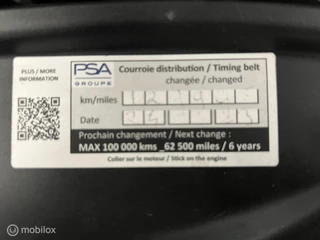 PLUS / MORE
INFORMATION
PSA
GROUPE
Courroie distribution / Timing belt
changée / changed
km/miles
Date
Prochain changement / Next change :
MAX 100 000 kms _62 500 miles / 6 years
Coller sur le moteur / Stick on the engine
© mobilox